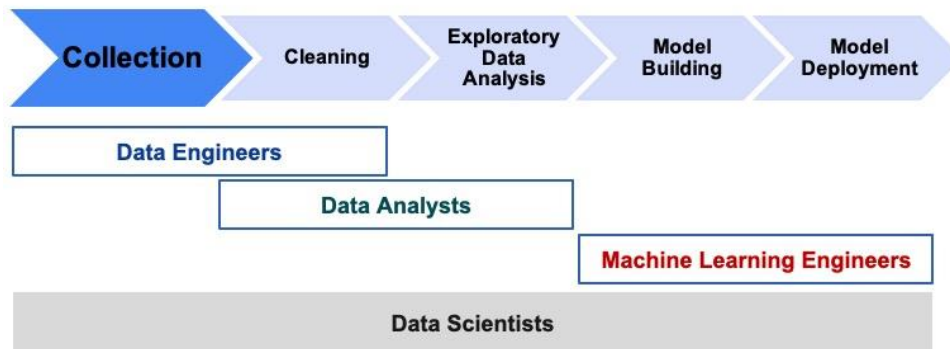 Collection
Cleaning
Exploratory
Data
Analysis
Model
Building
Model
Deployment
Data Engineers
Data Analysts
Machine Learning Engineers
Data Scientists